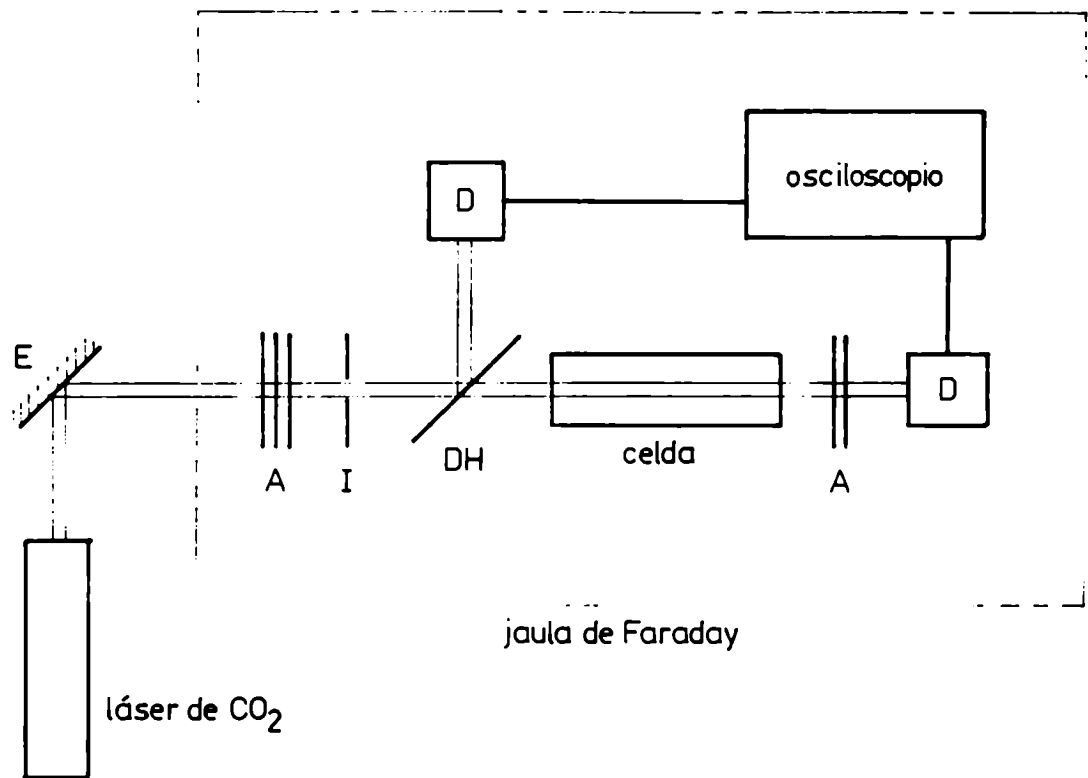 osciloscopio
D
E
D
A
I
DH
celda
A
jaula de Faraday
láser de CO2